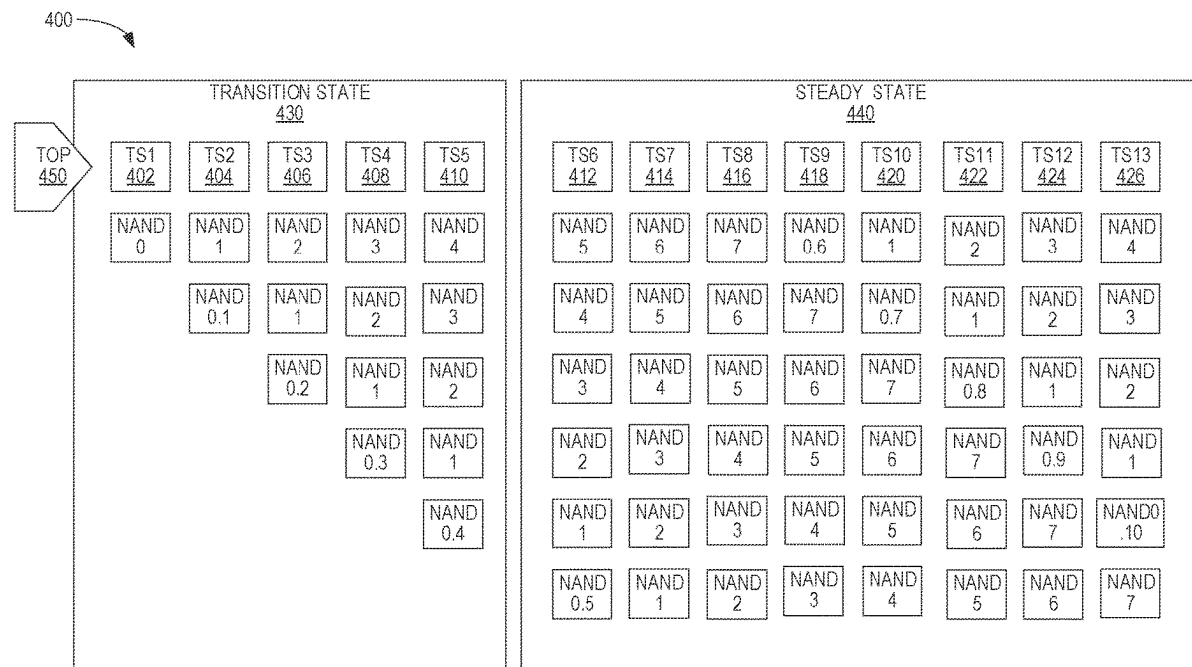 400
TRANSITION STATE
430
STEADY STATE
440
TOP
450
TS1 TS2 TS3 TS4 TS5 TS6 TS7 TS8 TS9 TS10 TS11 TS12 TS13
402 404 406 408 410 412 414 416 418 420 422 424 426
NAND NAND NAND NAND NAND NAND NAND NAND NAND NAND NAND NAND NAND
0 1 2 3 4 5 6 7 0.6 1 2 3 4
NAND NAND NAND NAND NAND NAND NAND NAND NAND NAND NAND NAND
0.1 1 2 3 4 5 6 7 0.7 1 2 3
NAND NAND NAND NAND NAND NAND NAND NAND NAND NAND NAND
0.2 1 2 3 4 5 6 7 0.8 1 2
NAND NAND NAND NAND NAND NAND NAND NAND NAND NAND
0.3 1 2 3 4 5 6 7 0.9 1
NAND NAND NAND NAND NAND NAND NAND NAND NAND0
0.4 1 2 3 4 5 6 7 .10
NAND NAND NAND NAND NAND NAND NAND NAND
0.5 1 2 3 4 5 6 7